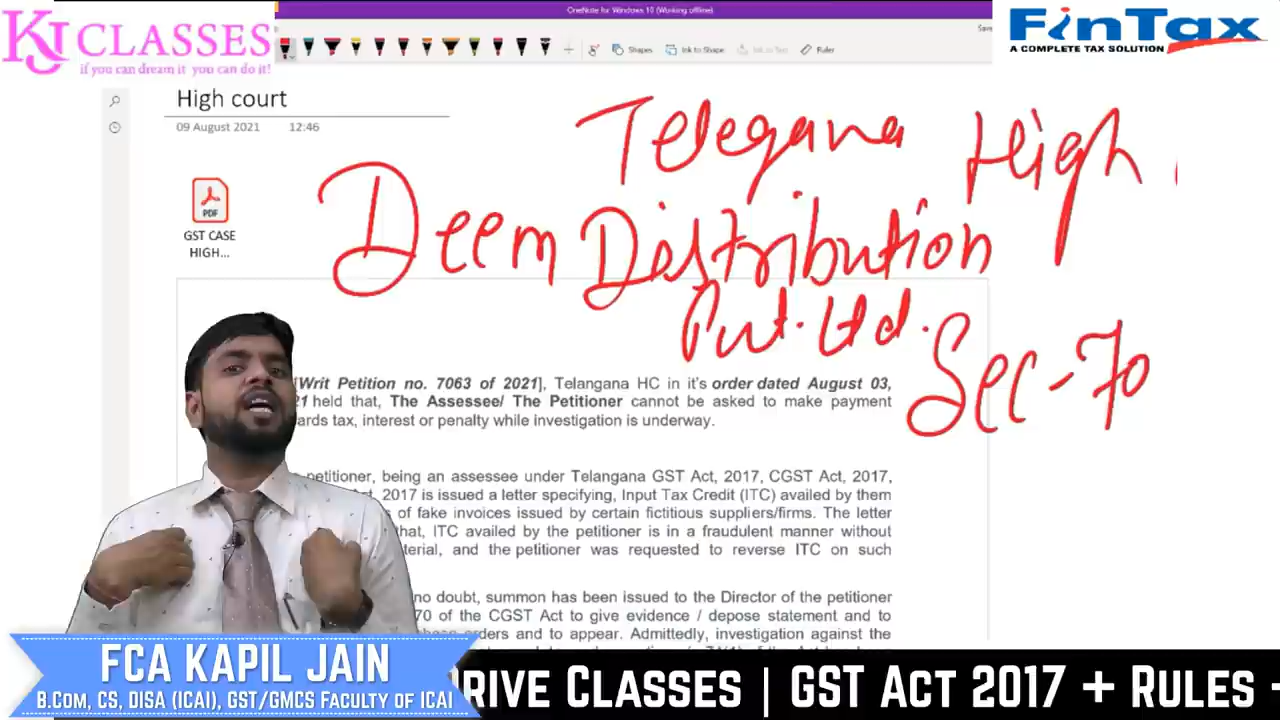 OneNote for Windows 10 (Working offline)
KJ CLASSES
if you can dream it you can do it!
FinTax
A COMPLETE TAX SOLUTION
Shapes Ink to Shape Ink to Text Ruler
High court
09 August 2021 12:46
Telegana High
Deem Distribution
Pvt. Ltd.
Sec-70
PDF
GST CASE
HIGH...
[Writ Petition no. 7063 of 2021], Telangana HC in it's order dated August 03,
21 held that, The Assessee/ The Petitioner cannot be asked to make payment
ards tax, interest or penalty while investigation is underway.
petitioner, being an assessee under Telangana GST Act, 2017, CGST Act, 2017,
2017 is issued a letter specifying, Input Tax Credit (ITC) availed by them
of fake invoices issued by certain fictitious suppliers/firms. The letter
that, ITC availed by the petitioner is in a fraudulent manner without
terial, and the petitioner was requested to reverse ITC on such
no doubt, summon has been issued to the Director of the petitioner
70 of the CGST Act to give evidence / depose statement and to
orders and to appear. Admittedly, investigation against the
FCA KAPIL JAIN
B.Com, CS, DISA (ICAI), GST/GMCS Faculty of ICAI
RIVE CLASSES | GST ACT 2017 + RULES -